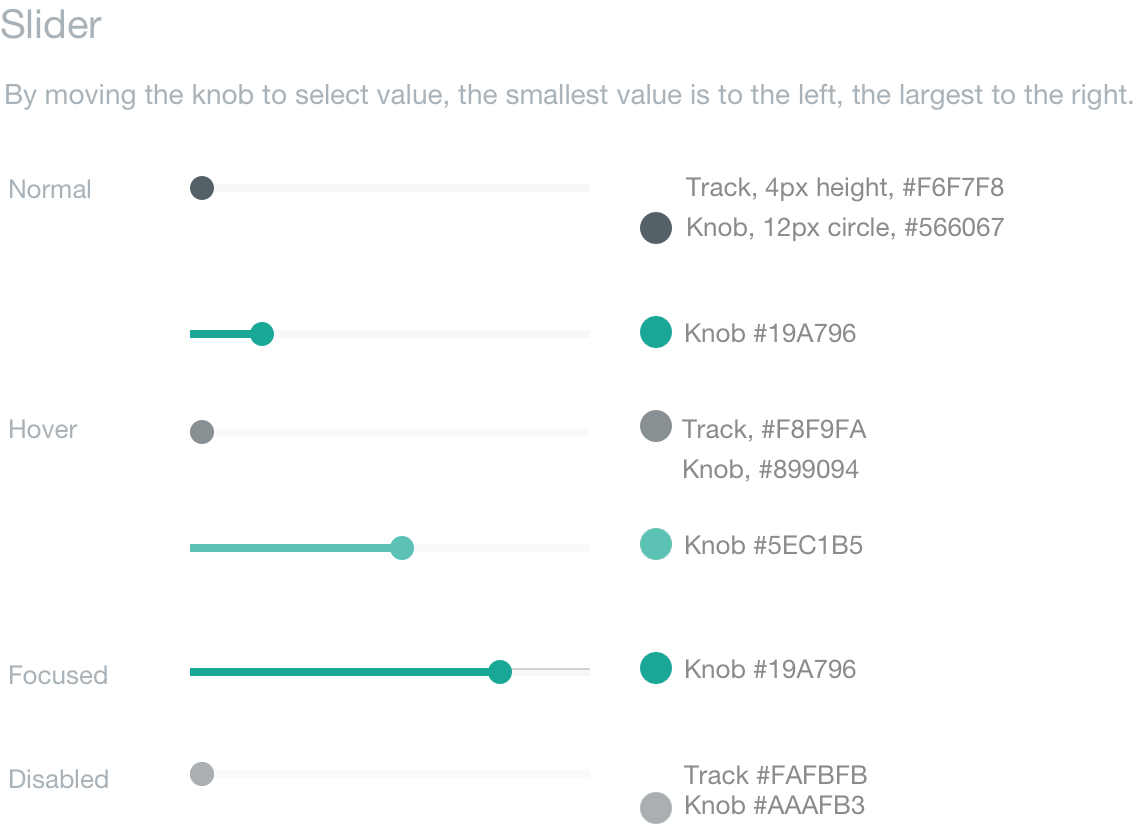 Slider
By moving the knob to select value, the smallest value is to the left, the largest to the right.
Normal
Track, 4px height, #F6F7F8
Knob, 12px circle, #566067
Knob #19A796
Hover
Track, #F8F9FA
Knob, #899094
Knob #5EC1B5
Focused
Knob #19A796
Disabled
Track #FAFBFB
Knob #AAAFB3